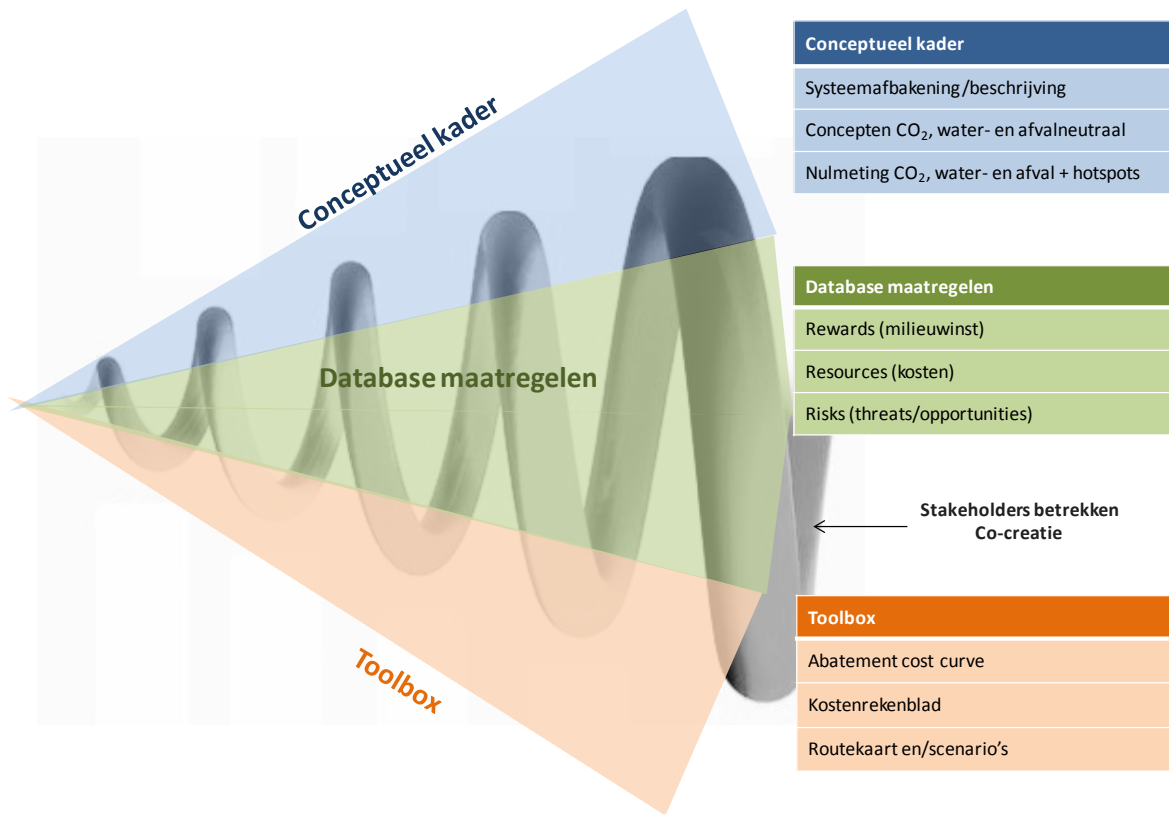 Conceptueel kader
Database maatregelen
Toolbox
Conceptueel kader
Systeemafbakening/beschrijving
Concepten CO₂, water- en afvalneutraal
Nulmeting CO₂, water- en afval + hotspots
Database maatregelen
Rewards (milieuwinst)
Resources (kosten)
Risks (threats/opportunities)
Stakeholders betrekken
Co-creatie
Toolbox
Abatement cost curve
Kostenrekenblad
Routekaart en/scenario's